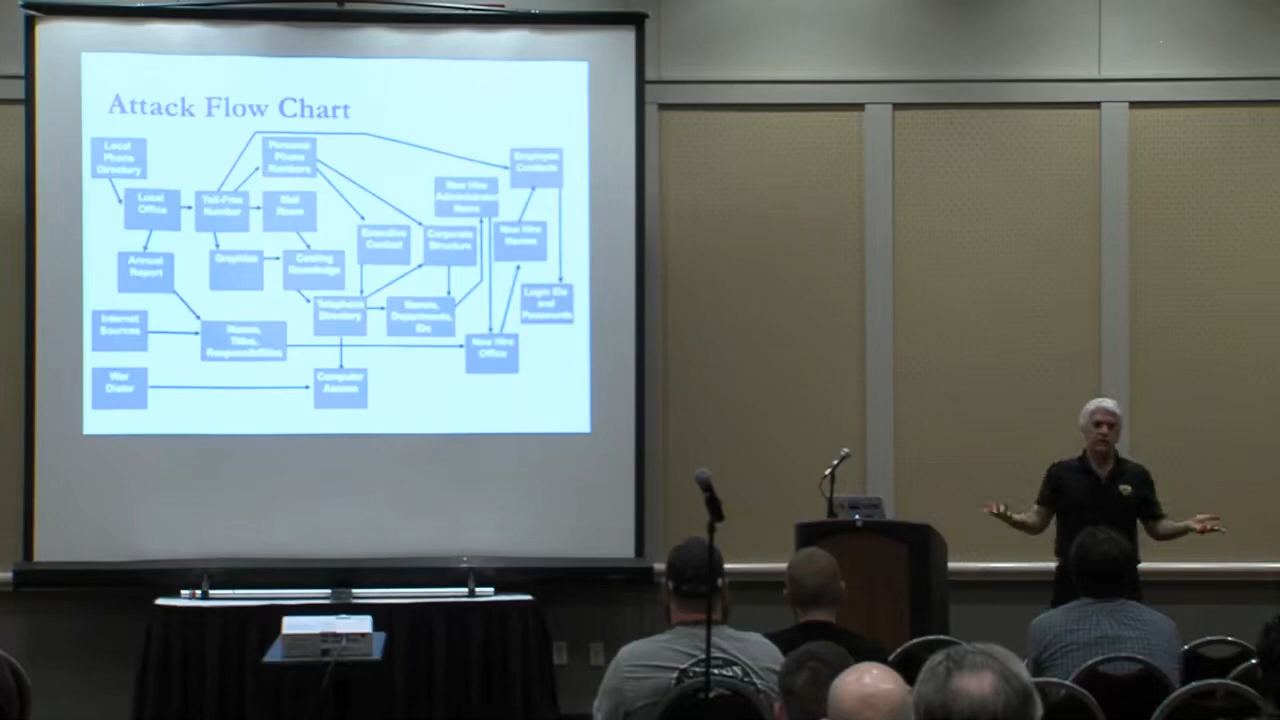 Attack Flow Chart
Local
Phone
Directory
Personal
Phone
Numbers
Employee
Contacts
Local
Office
Toll-Free
Number
Mail
Room
New Hire
Administrator
Name
Executive
Contact
Corporate
Structure
New Hire
Names
Annual
Report
Graphics
Costing
Knowledge
Telephone
Directory
Names,
Departments,
IDs
Login IDs
and
Passwords
Internet
Sources
Names,
Titles,
Responsibilities
New Hire
Office
War
Dialer
Computer
Access